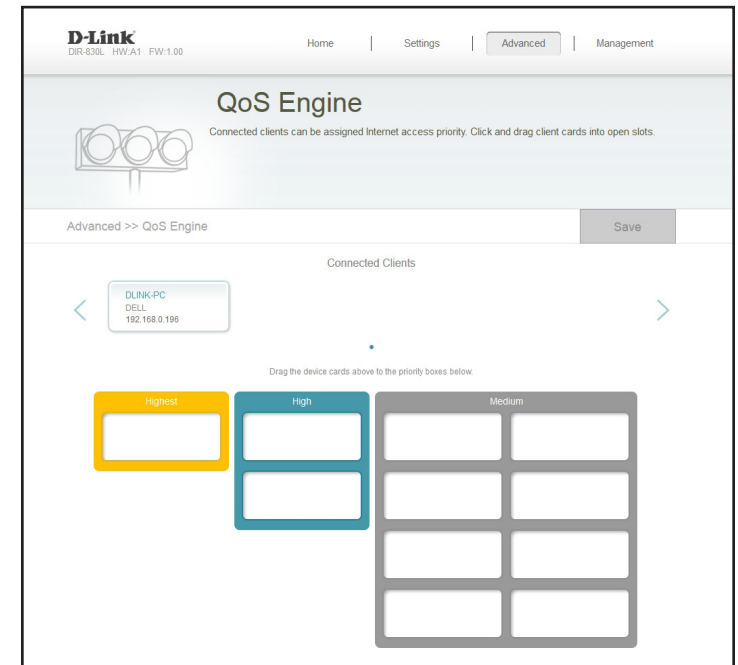 D-Link
DIR-830L HW:A1 FW:1.00
Home | Settings | Advanced | Management
QoS Engine
Connected clients can be assigned Internet access priority. Click and drag client cards into open slots.
Advanced >> QoS Engine
Save
Connected Clients
DLINK-PC
DELL
192.168.0.196
Drag the device cards above to the priority boxes below.
Highest
High
Medium